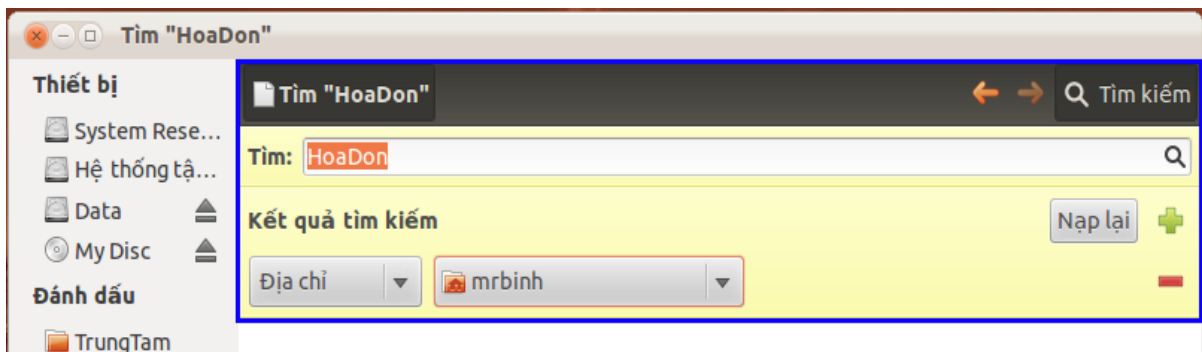 Tìm "HoaDon"
Thiết bị
System Rese...
Hệ thống tậ...
Data
My Disc
Đánh dấu
TrungTam
Tìm "HoaDon"
Tìm kiếm
Tìm: HoaDon
Kết quả tìm kiếm
Nạp lại
Địa chỉ
mrbinh